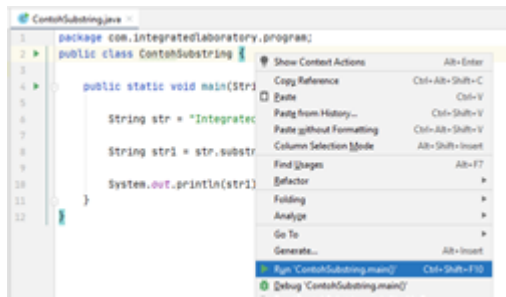 ContohSubstring.java
1 package com.integratedlaboratory.program;
2 public class ContohSubstring {
3
4 public static void main(Stri
5
6 String str = "Integrated
7
8 String str1 = str.substr
9
10 System.out.println(str1)
11 }
12 }
Show Context Actions Alt+Enter
Copy Reference Ctrl+Alt+Shift+C
Paste Ctrl+V
Paste from History... Ctrl+Shift+V
Paste without Formatting Ctrl+Alt+Shift+V
Column Selection Mode Alt+Shift+Insert
Find Usages Alt+F7
Refactor
Folding
Analyze
Go To
Generate... Alt+Insert
Run 'ContohSubstring.main()' Ctrl+Shift+F10
Debug 'ContohSubstring.main()'